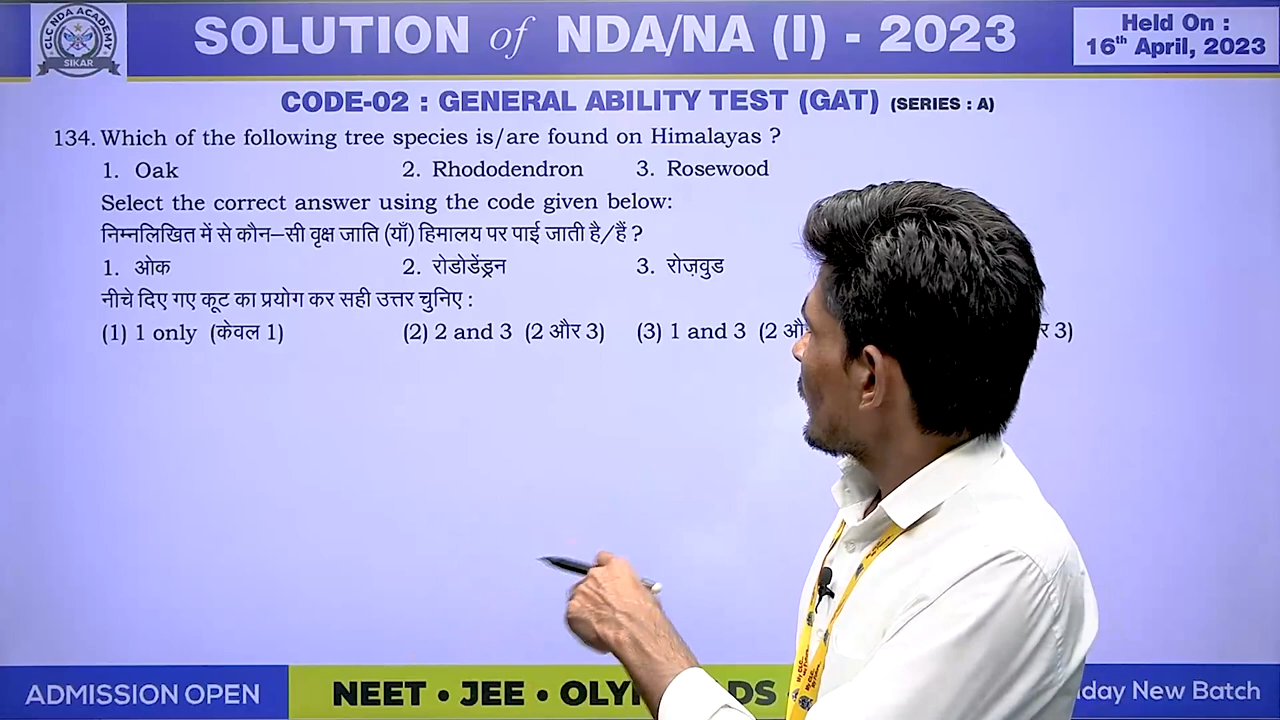 CLC NDA ACADEMY
SIKAR
SOLUTION of NDA/NA (I) - 2023
Held On :
16th April, 2023
CODE-02 : GENERAL ABILITY TEST (GAT) (SERIES : A)
134. Which of the following tree species is/are found on Himalayas ?
1. Oak 2. Rhododendron 3. Rosewood
Select the correct answer using the code given below:
निम्नलिखित में से कौन–सी वृक्ष जाति (याँ) हिमालय पर पाई जाती है/हैं ?
1. ओक 2. रोडोडेंड्रन 3. रोज़वुड
नीचे दिए गए कूट का प्रयोग कर सही उत्तर चुनिए :
(1) 1 only (केवल 1) (2) 2 and 3 (2 और 3) (3) 1 and 3 (2 3)
ADMISSION OPEN NEET • JEE • New Batch